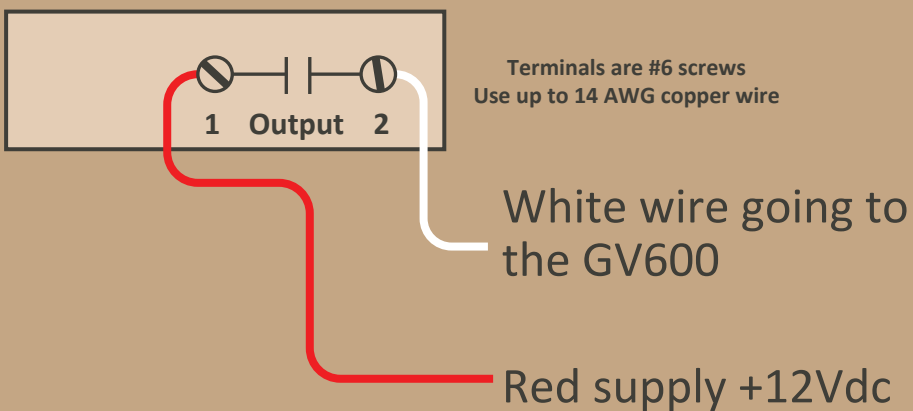 Terminals are #6 screws
Use up to 14 AWG copper wire
1 Output 2
White wire going to
the GV600
Red supply +12Vdc